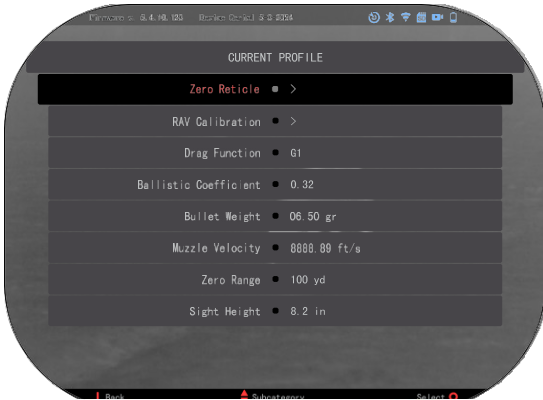 CURRENT PROFILE
Zero Reticle >
RAV Calibration >
Drag Function G1
Ballistic Coefficient 0.32
Bullet Weight 06.50 gr
Muzzle Velocity 8888.89 ft/s
Zero Range 100 yd
Sight Height 8.2 in
Back Subcategory Select